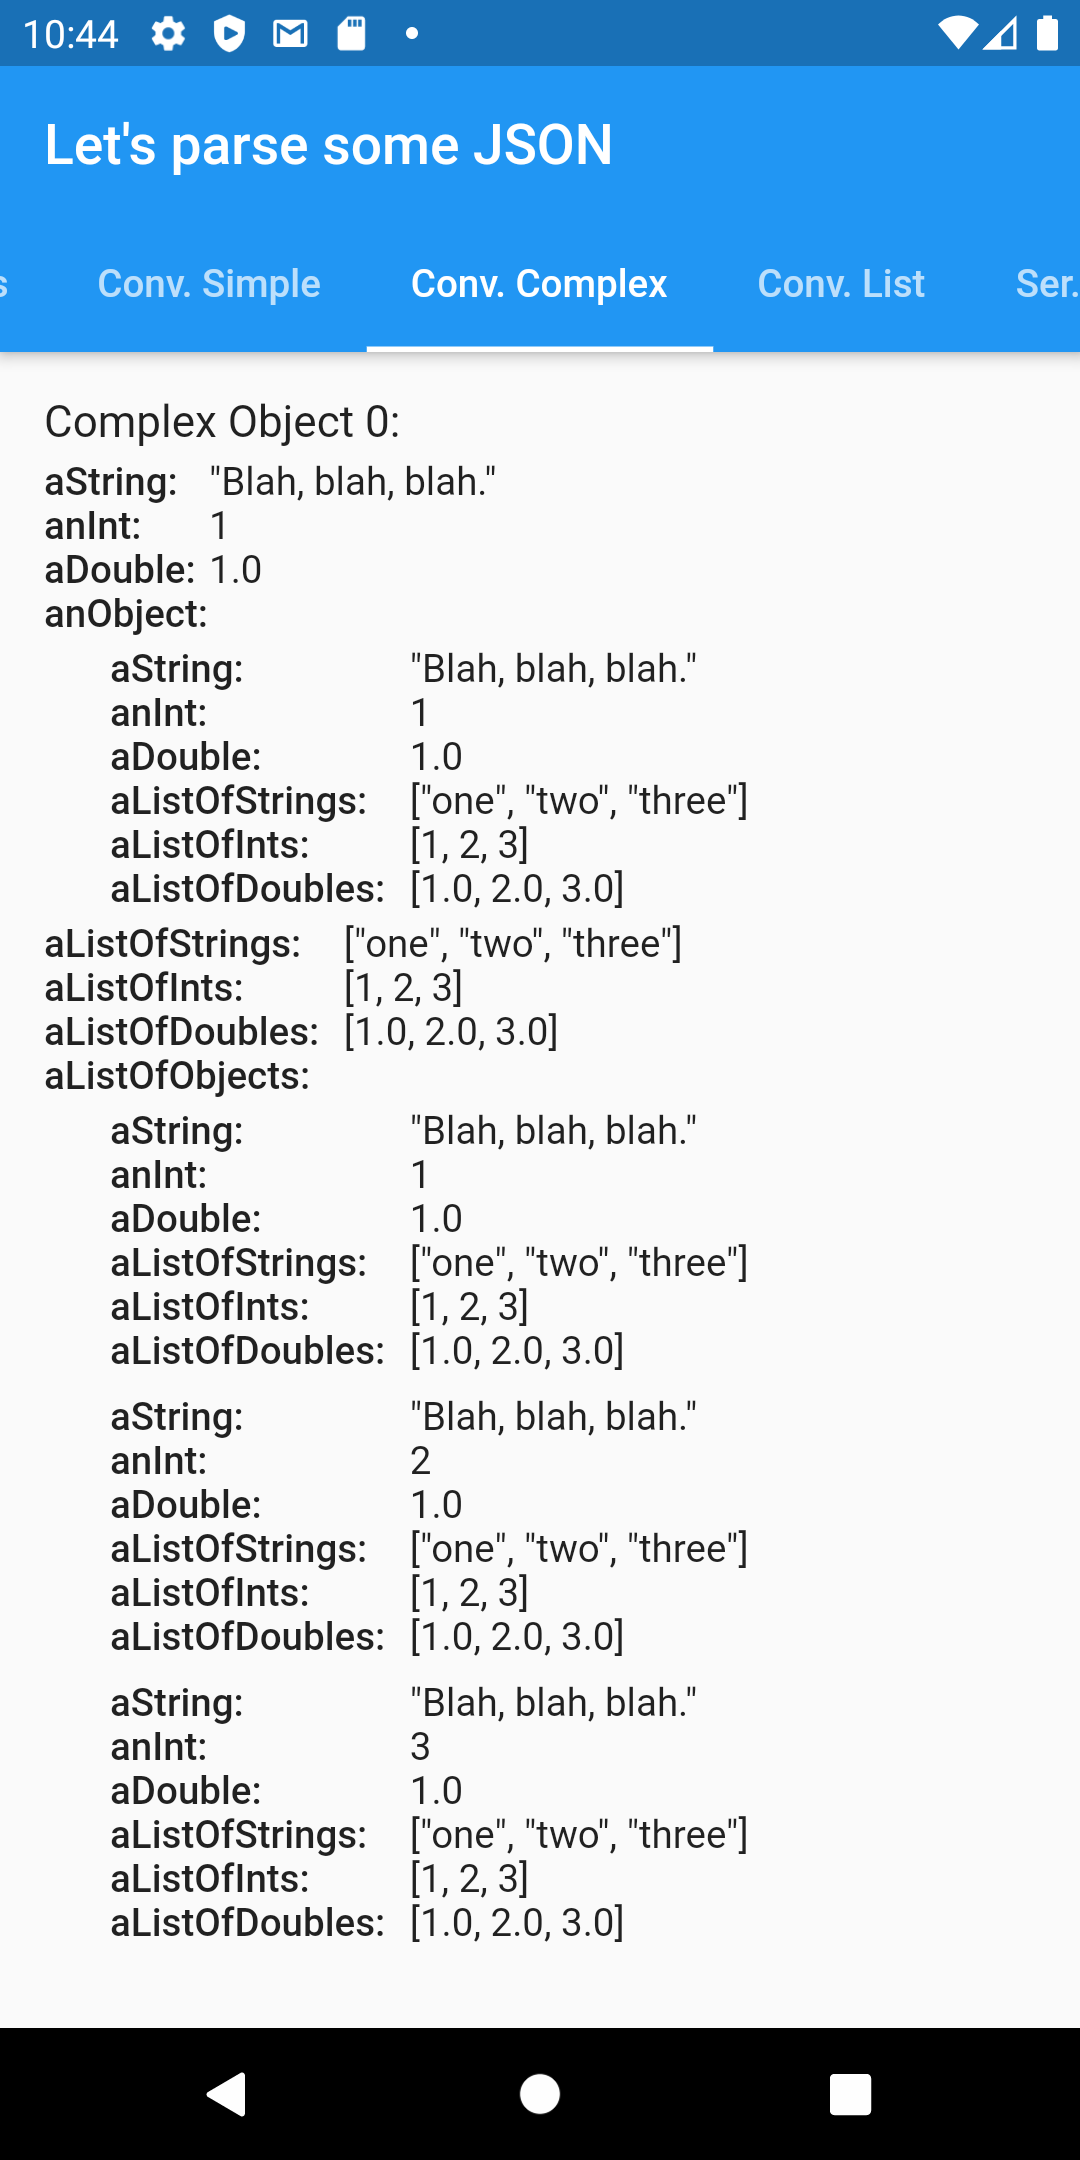 10:44
Let's parse some JSON
s Conv. Simple Conv. Complex Conv. List Ser.
Complex Object 0:
aString: "Blah, blah, blah."
anInt: 1
aDouble: 1.0
anObject:
aString: "Blah, blah, blah."
anInt: 1
aDouble: 1.0
aListOfStrings: ["one", "two", "three"]
aListOfInts: [1, 2, 3]
aListOfDoubles: [1.0, 2.0, 3.0]
aListOfStrings: ["one", "two", "three"]
aListOfInts: [1, 2, 3]
aListOfDoubles: [1.0, 2.0, 3.0]
aListOfObjects:
aString: "Blah, blah, blah."
anInt: 1
aDouble: 1.0
aListOfStrings: ["one", "two", "three"]
aListOfInts: [1, 2, 3]
aListOfDoubles: [1.0, 2.0, 3.0]
aString: "Blah, blah, blah."
anInt: 2
aDouble: 1.0
aListOfStrings: ["one", "two", "three"]
aListOfInts: [1, 2, 3]
aListOfDoubles: [1.0, 2.0, 3.0]
aString: "Blah, blah, blah."
anInt: 3
aDouble: 1.0
aListOfStrings: ["one", "two", "three"]
aListOfInts: [1, 2, 3]
aListOfDoubles: [1.0, 2.0, 3.0]